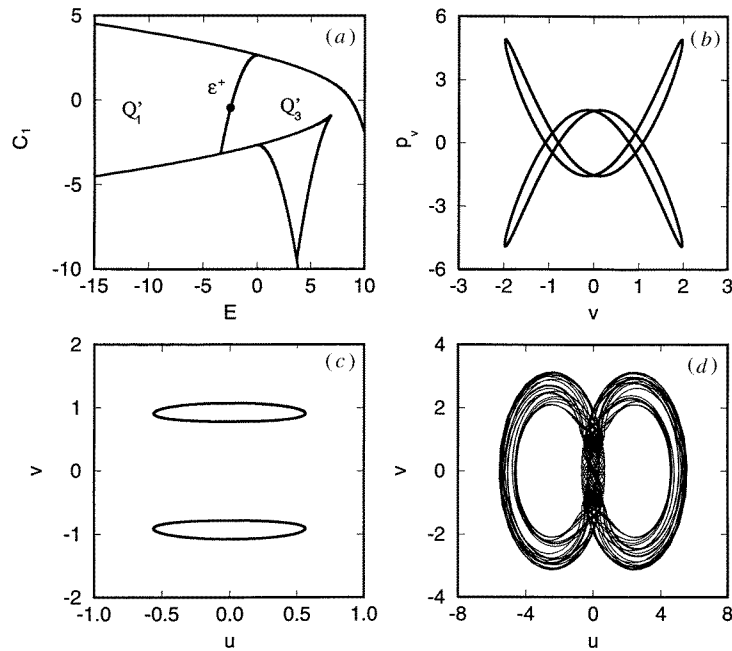 (a)
5
0
-5
-10
C₁
ε⁺
Q'₁
Q'₃
-15 -10 -5 0 5 10
E
(b)
6
3
0
-3
-6
p_v
-3 -2 -1 0 1 2 3
v
(c)
2
1
0
-1
-2
v
-1.0 -0.5 0.0 0.5 1.0
u
(d)
4
2
0
-2
-4
v
-8 -4 0 4 8
u